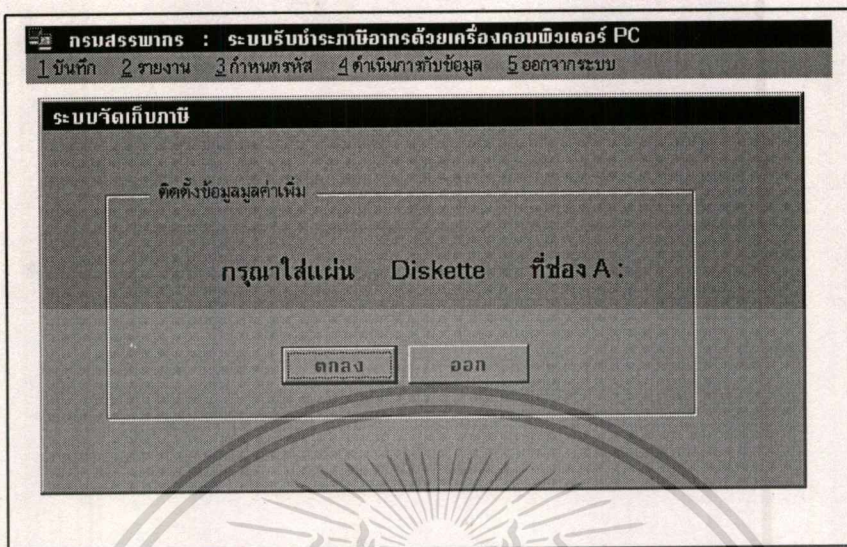 กรมสรรพากร : ระบบรับชำระภาษีอากรด้วยเครื่องคอมพิวเตอร์ PC
1 บันทึก 2 รายงาน 3 กำหนดรหัส 4 ดำเนินการกับข้อมูล 5 ออกจากระบบ
ระบบจัดเก็บภาษี
ติดตั้งข้อมูลมูลค่าเพิ่ม
กรุณาใส่แผ่น Diskette ที่ช่อง A :
ตกลง ออก